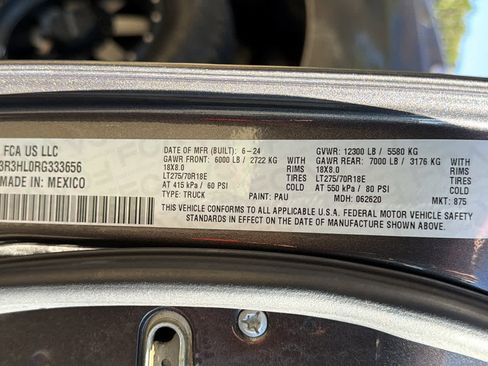 FCA US LLC
3R3HL0RG333656
MADE IN: MEXICO
DATE OF MFR (BUILT): 6-24 GVWR: 12300 LB / 5580 KG
GAWR FRONT: 6000 LB / 2722 KG WITH GAWR REAR: 7000 LB / 3176 KG WITH
18X8.0 RIMS 18X8.0 RIMS
LT275/70R18E TIRES LT275/70R18E TIRES
AT 415 kPa / 60 PSI COLD AT 550 kPa / 80 PSI COLD
TYPE: TRUCK PAINT: PAU MDH: 062620 MKT: 875
THIS VEHICLE CONFORMS TO ALL APPLICABLE U.S.A. FEDERAL MOTOR VEHICLE SAFETY
STANDARDS IN EFFECT ON THE DATE OF MANUFACTURE SHOWN ABOVE.